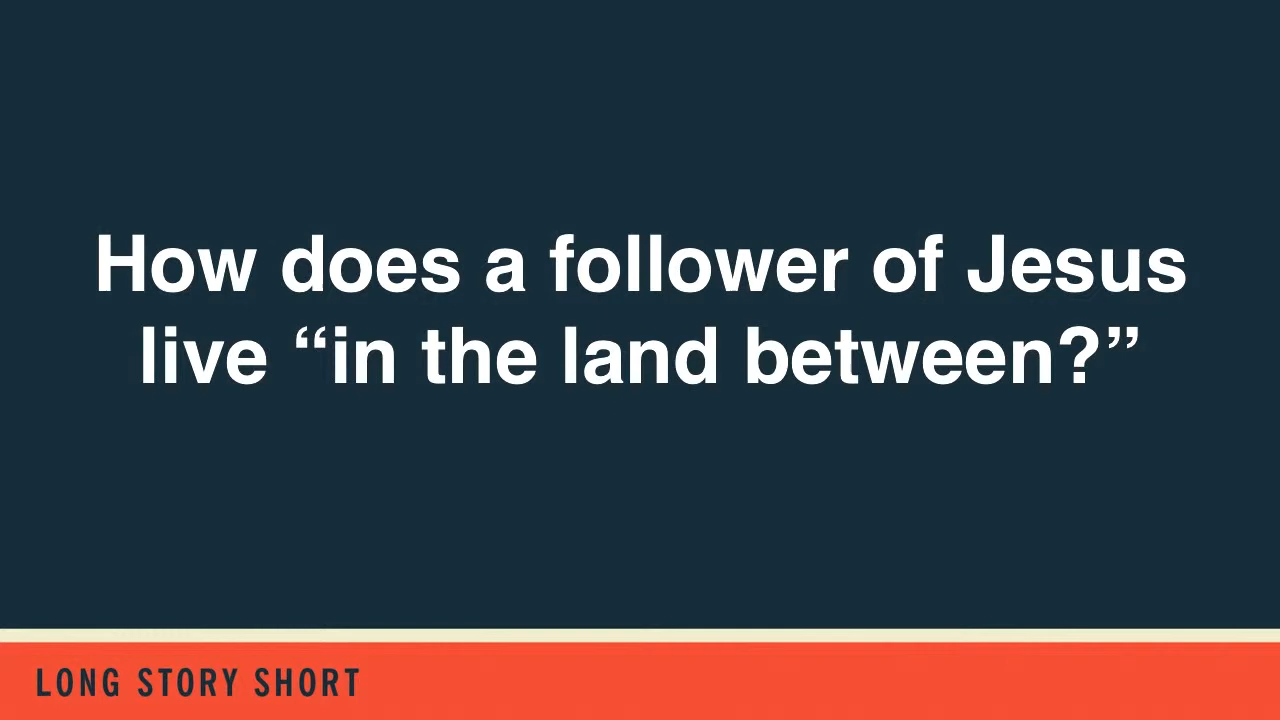 How does a follower of Jesus
live “in the land between?”
LONG STORY SHORT